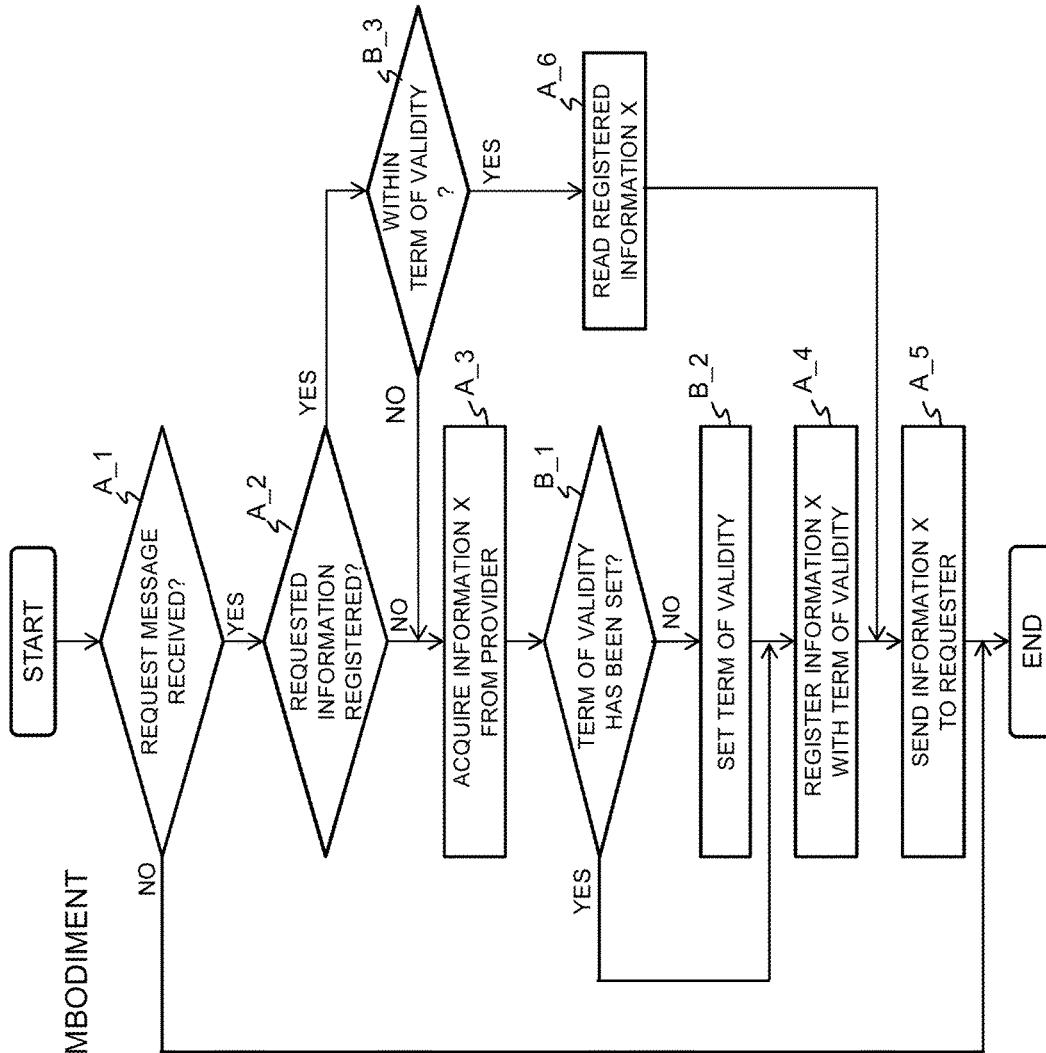 MBODIMENT
START
A_1
REQUEST MESSAGE
RECEIVED?
NO
YES
A_2
REQUESTED
INFORMATION
REGISTERED?
YES
NO
B_3
WITHIN
TERM OF VALIDITY
?
NO
YES
A_3
ACQUIRE INFORMATION X
FROM PROVIDER
A_6
READ REGISTERED
INFORMATION X
B_1
TERM OF VALIDITY
HAS BEEN SET?
YES
NO
B_2
SET TERM OF VALIDITY
A_4
REGISTER INFORMATION X
WITH TERM OF VALIDITY
A_5
SEND INFORMATION X
TO REQUESTER
END